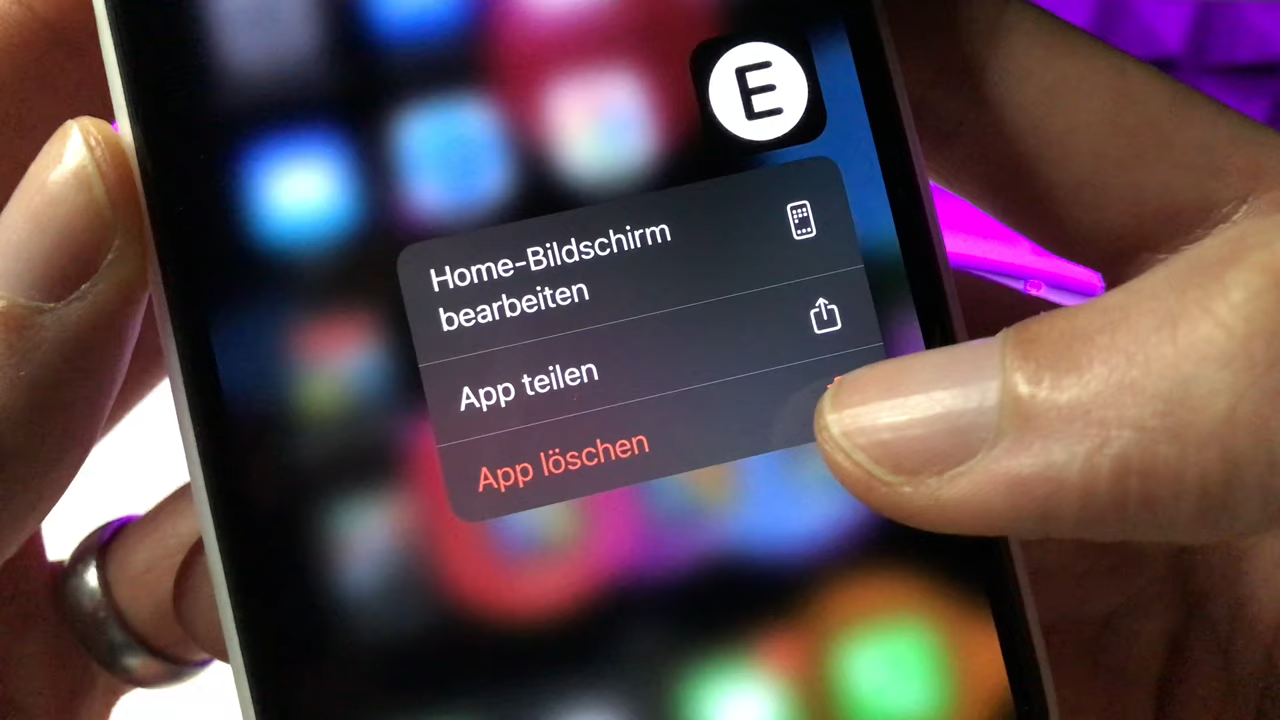 E
Home-Bildschirm
bearbeiten
App teilen
App löschen